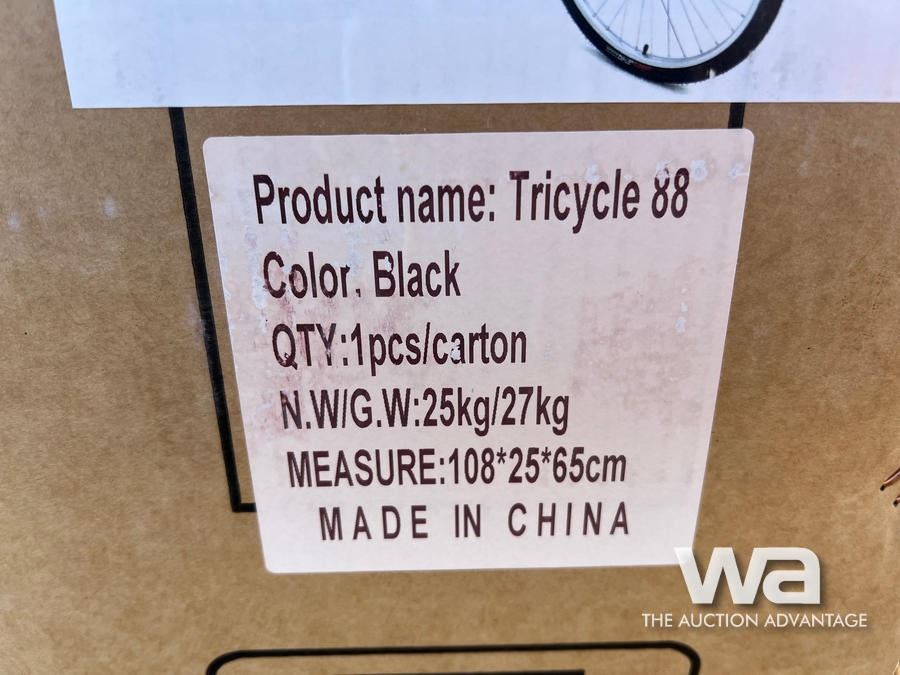 Product name: Tricycle 88
Color. Black
QTY:1pcs/carton
N.W/G.W:25kg/27kg
MEASURE:108*25*65cm
MADE IN CHINA
wa
THE AUCTION ADVANTAGE